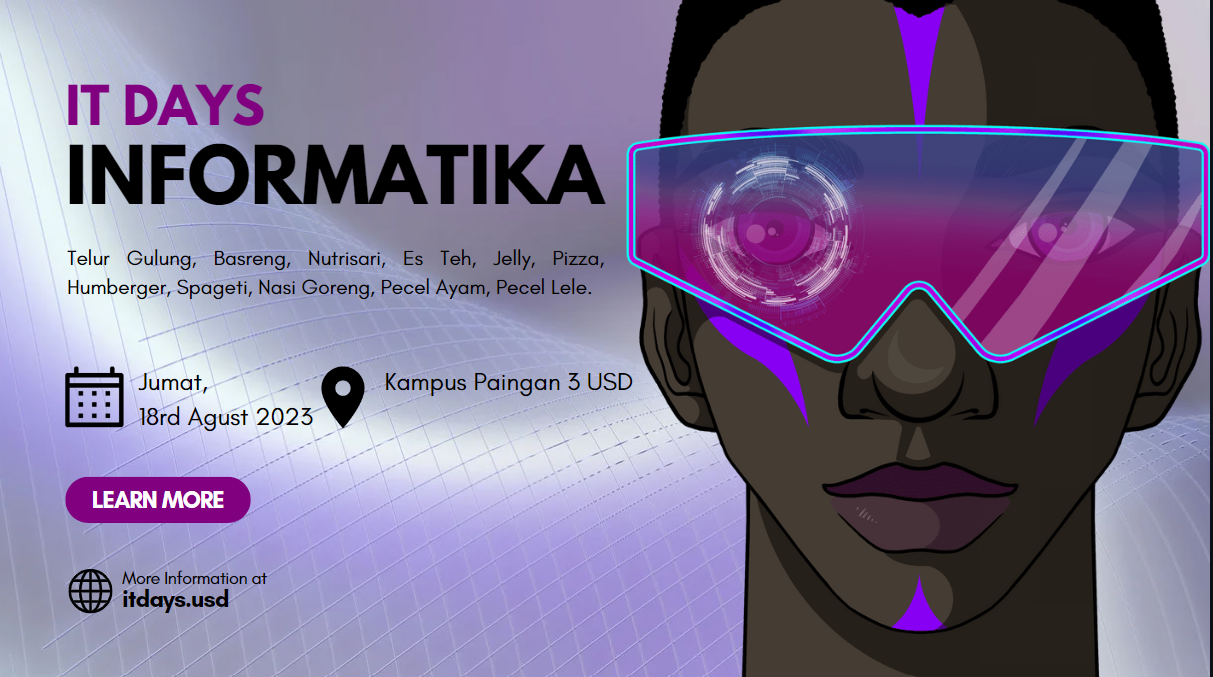 IT DAYS
INFORMATIKA
Telur Gulung, Basreng, Nutrisari, Es Teh, Jelly, Pizza,
Humberger, Spageti, Nasi Goreng, Pecel Ayam, Pecel Lele.
Jumat,
18rd Agust 2023
Kampus Paingan 3 USD
LEARN MORE
More Information at
itdays.usd